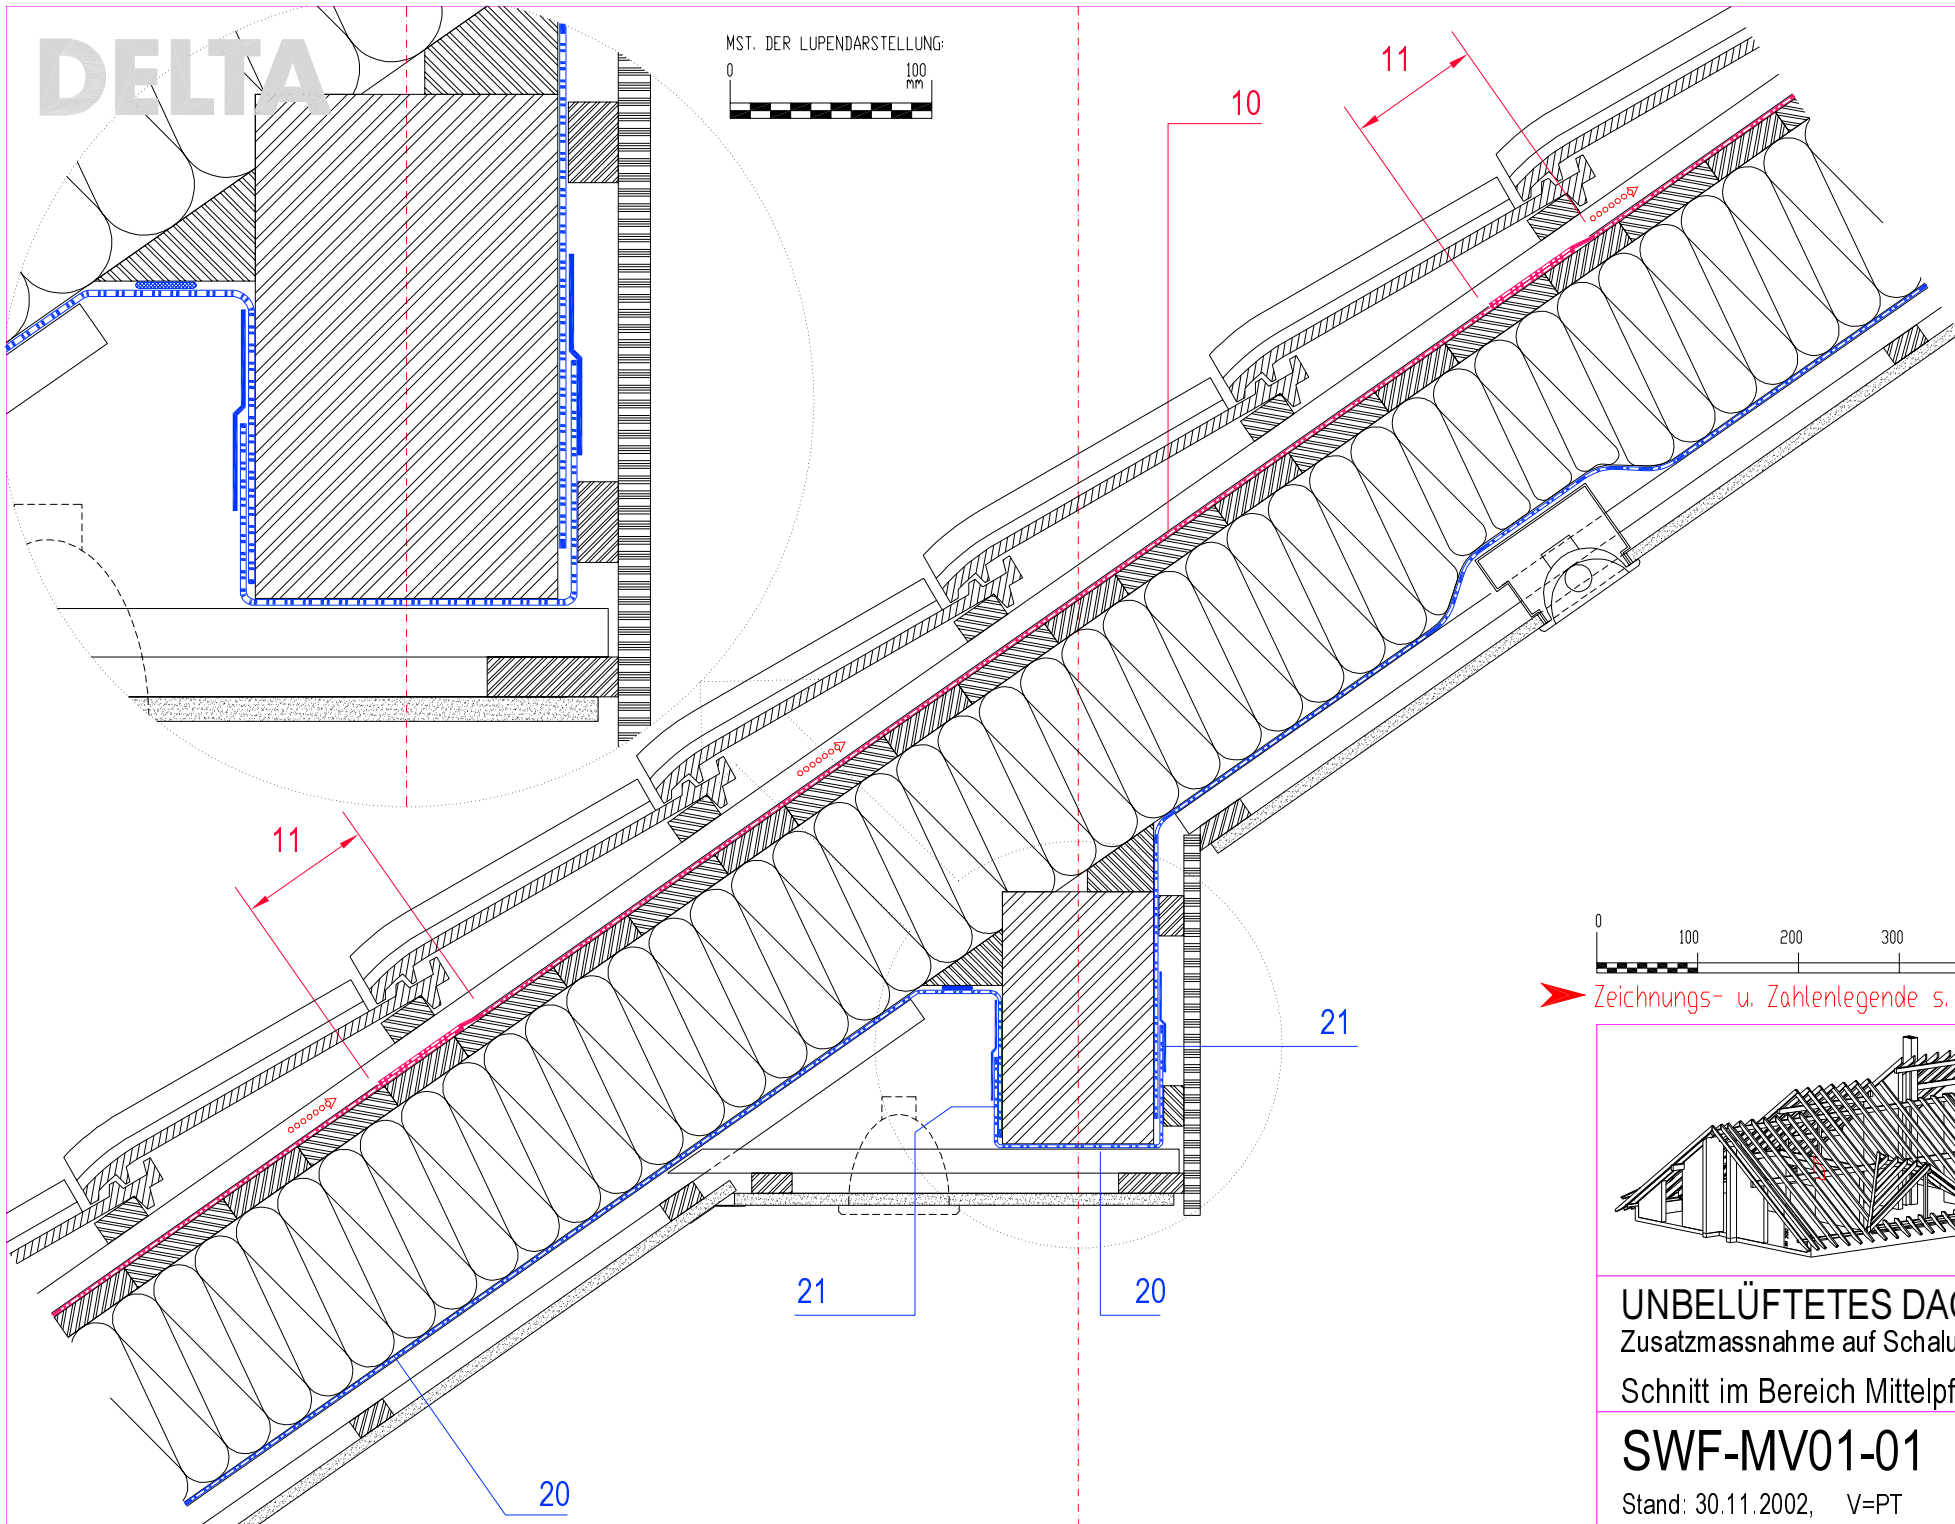 DELTA
MST. DER LUPENDARSTELLUNG:
0 100
MM
11
10
11
21
21
20
20
0 100 200 300
Zeichnungs- u. Zahlenlegende s.
UNBELÜFTETES DAC
Zusatzmassnahme auf Schalu
Schnitt im Bereich Mittelpf
SWF-MV01-01
Stand: 30.11.2002, V=PT